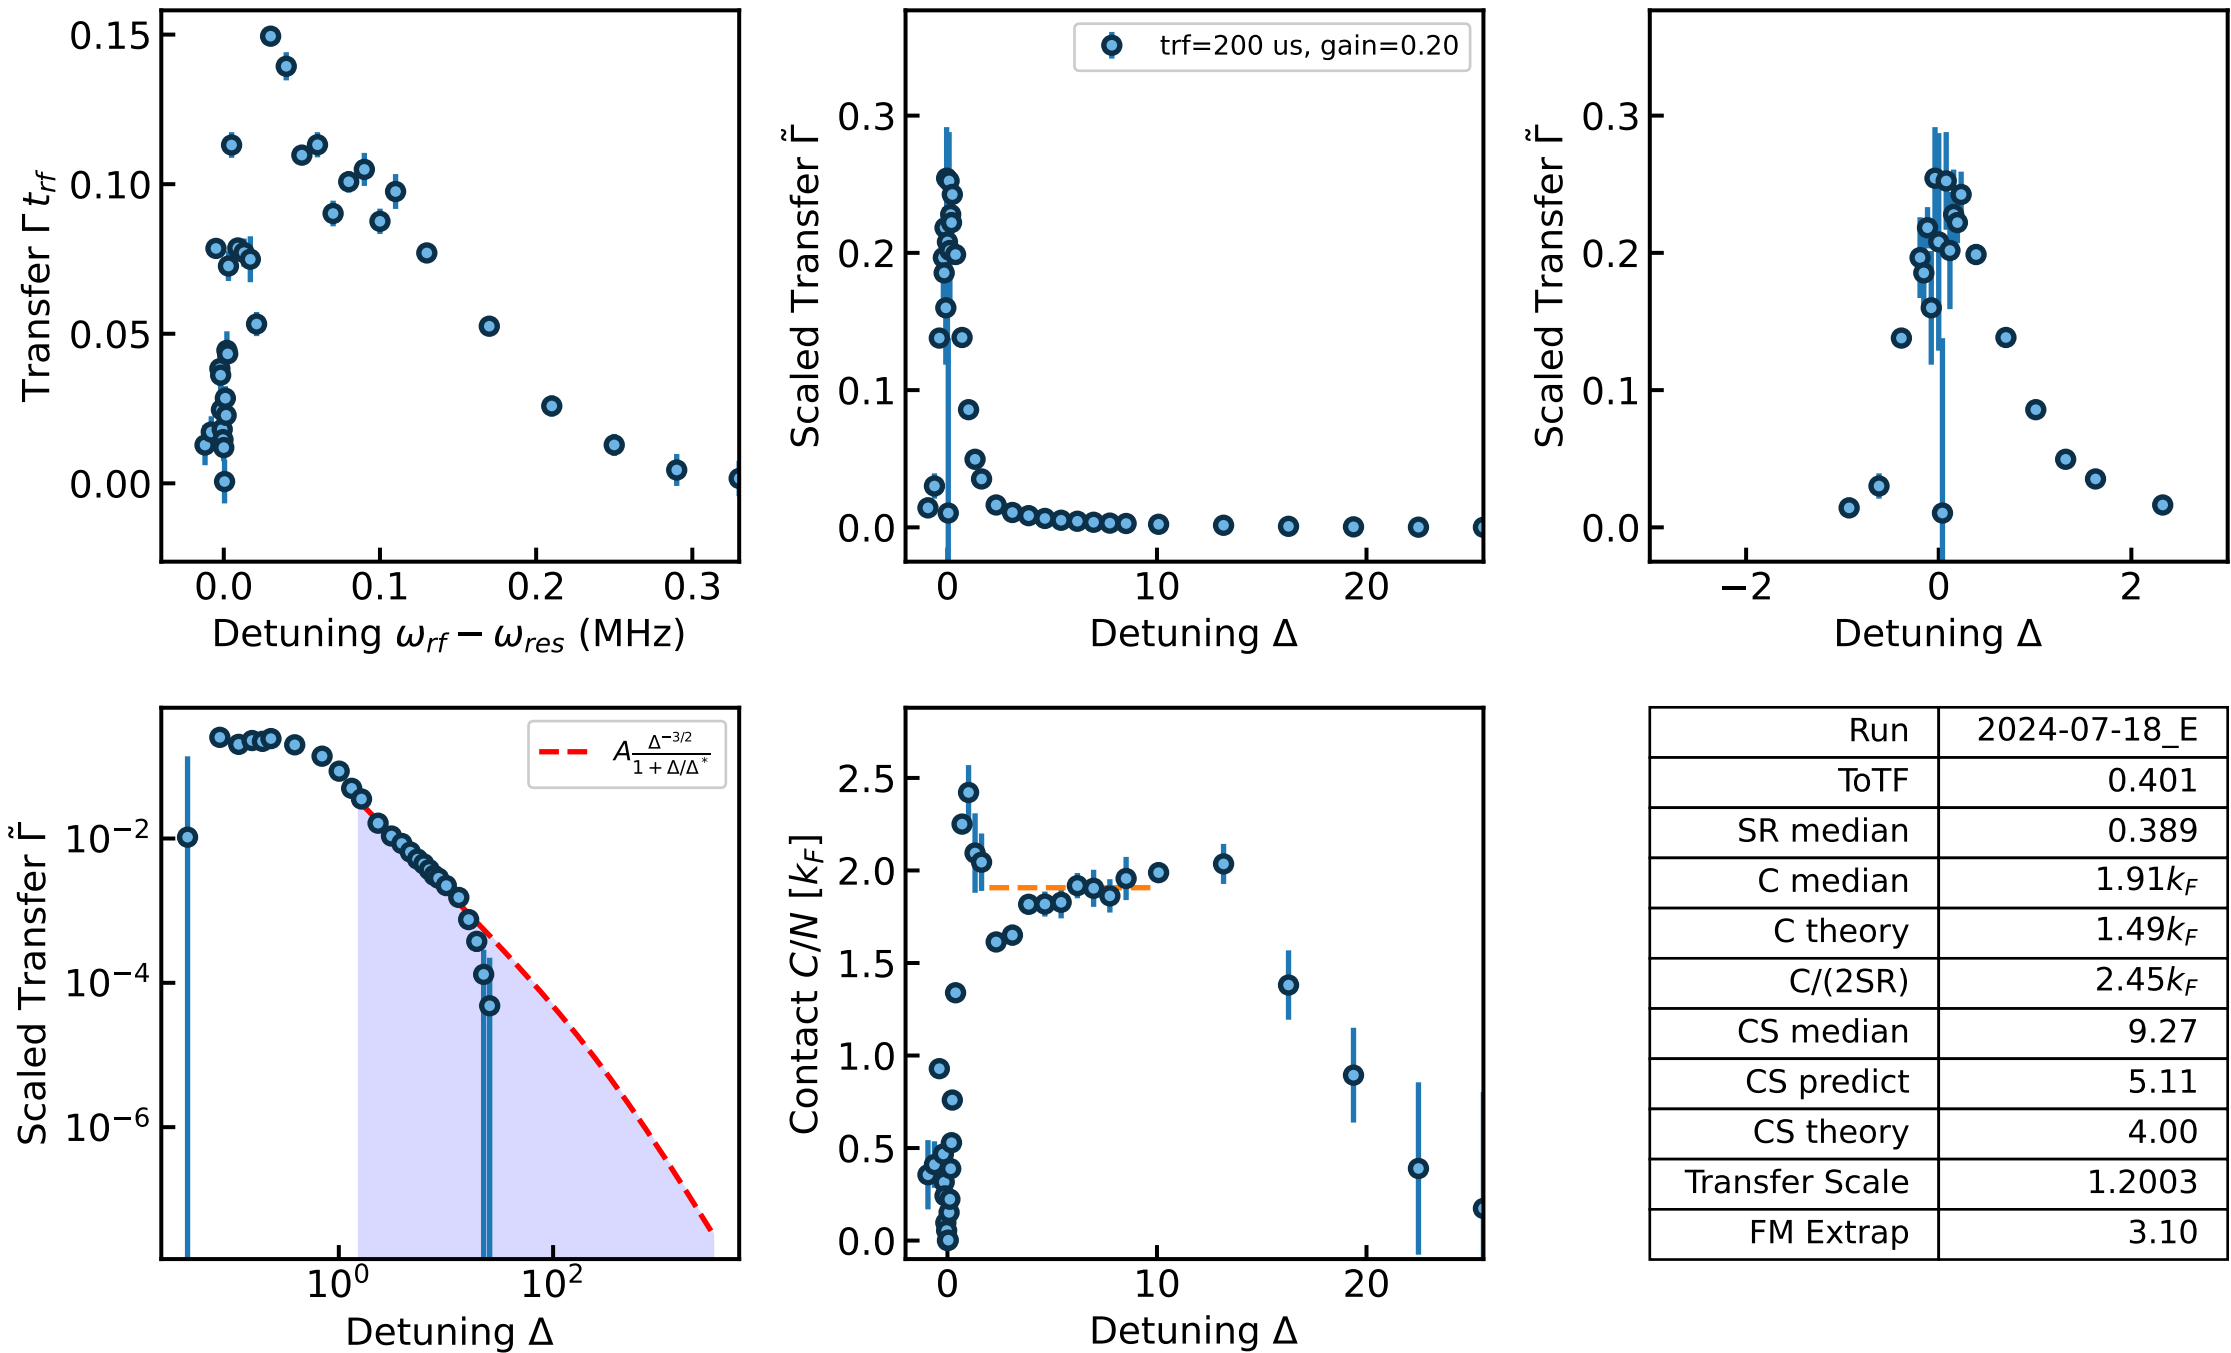 0.15
0.10
0.05
0.00
0.0 0.1 0.2 0.3
Transfer Γ t_rf
Detuning ω_rf − ω_res (MHz)
trf=200 us, gain=0.20
0.3
0.2
0.1
0.0
0 10 20
Scaled Transfer Γ̃
Detuning Δ
0.3
0.2
0.1
0.0
−2 0 2
Scaled Transfer Γ̃
Detuning Δ
A Δ^{−3/2} / (1 + Δ/Δ*)
10^{−2}
10^{−4}
10^{−6}
10^0 10^2
Scaled Transfer Γ̃
Detuning Δ
2.5
2.0
1.5
1.0
0.5
0.0
0 10 20
Contact C/N [k_F]
Detuning Δ
Run 2024-07-18_E
ToTF 0.401
SR median 0.389
C median 1.91k_F
C theory 1.49k_F
C/(2SR) 2.45k_F
CS median 9.27
CS predict 5.11
CS theory 4.00
Transfer Scale 1.2003
FM Extrap 3.10